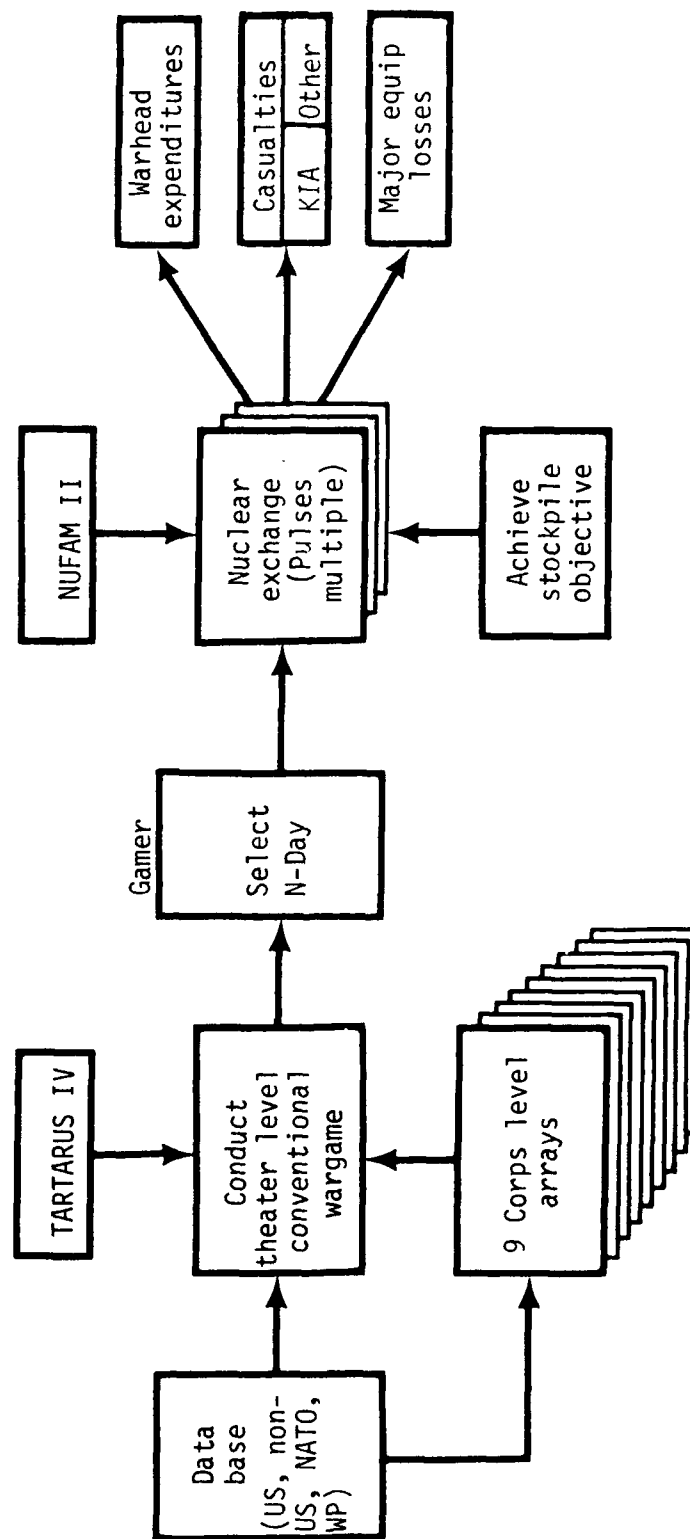 Data
base
(US, non-
US, NATO,
WP)
TARTARUS IV
Conduct
theater level
conventional
wargame
9 Corps level
arrays
Gamer
Select
N-Day
NUFAM II
Nuclear
exchange
(Pulses
multiple)
Achieve
stockpile
objective
Warhead
expenditures
Casualties
KIA
Other
Major equip
losses